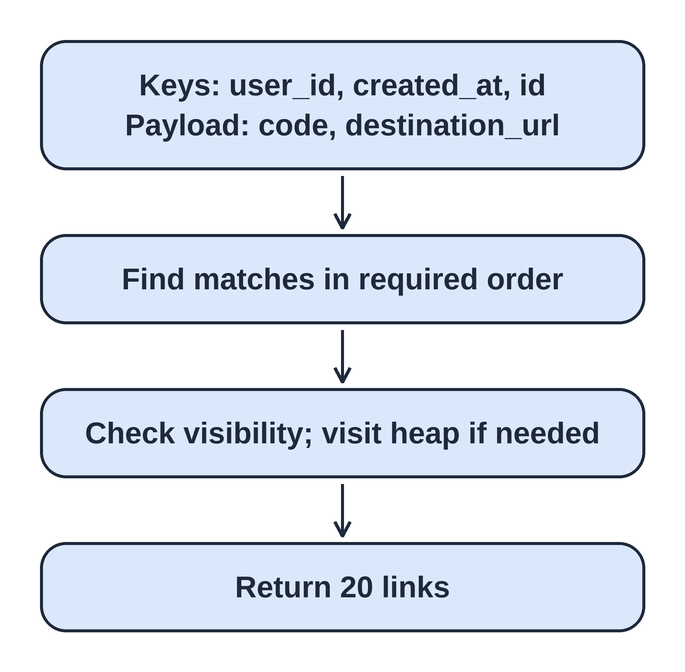 Keys: user_id, created_at, id
Payload: code, destination_url
Find matches in required order
Check visibility; visit heap if needed
Return 20 links